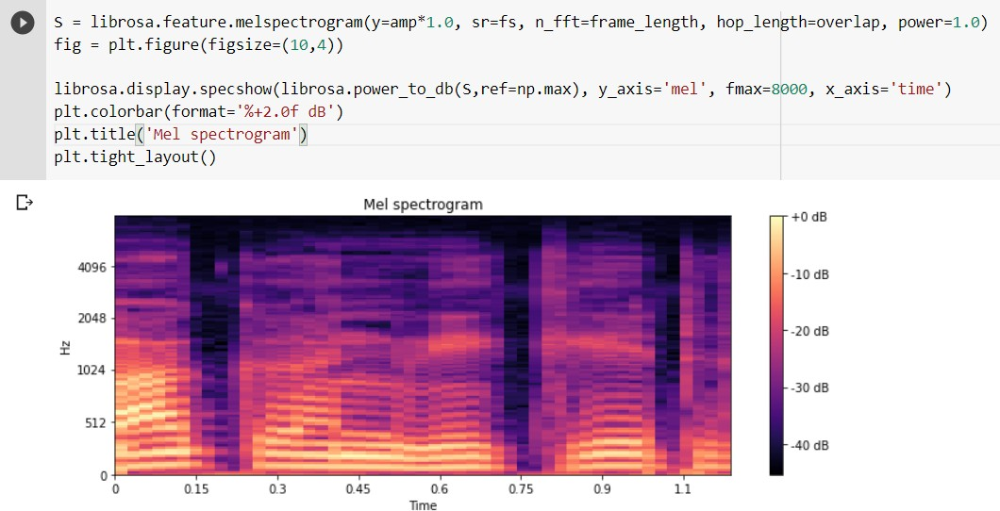 S = librosa.feature.melspectrogram(y=amp*1.0, sr=fs, n_fft=frame_length, hop_length=overlap, power=1.0)
fig = plt.figure(figsize=(10,4))
librosa.display.specshow(librosa.power_to_db(S,ref=np.max), y_axis='mel', fmax=8000, x_axis='time')
plt.colorbar(format='%+2.0f dB')
plt.title('Mel spectrogram')
plt.tight_layout()
Mel spectrogram
+0 dB
4096
-10 dB
2048
-20 dB
Hz
1024
-30 dB
512
-40 dB
0
0 0.15 0.3 0.45 0.6 0.75 0.9 1.1
Time